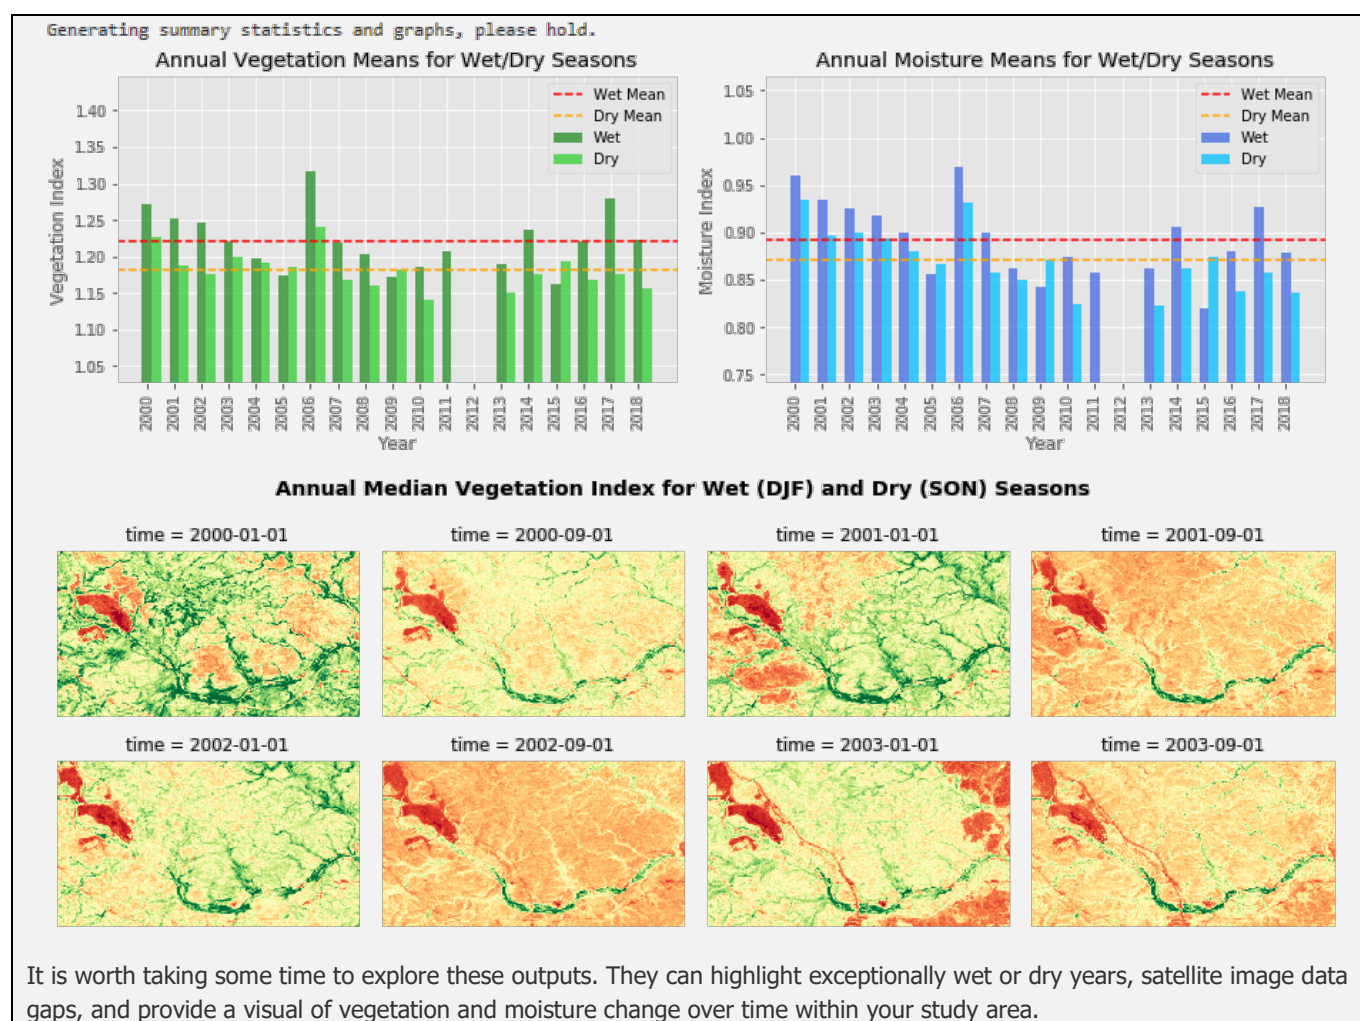 Generating summary statistics and graphs, please hold.
Annual Vegetation Means for Wet/Dry Seasons
Vegetation Index
1.40
1.35
1.30
1.25
1.20
1.15
1.10
1.05
Wet Mean
Dry Mean
Wet
Dry
2000
2001
2002
2003
2004
2005
2006
2007
2008
2009
2010
2011
2012
2013
2014
2015
2016
2017
2018
Year
Annual Moisture Means for Wet/Dry Seasons
Moisture Index
1.05
1.00
0.95
0.90
0.85
0.80
0.75
Wet Mean
Dry Mean
Wet
Dry
2000
2001
2002
2003
2004
2005
2006
2007
2008
2009
2010
2011
2012
2013
2014
2015
2016
2017
2018
Year
Annual Median Vegetation Index for Wet (DJF) and Dry (SON) Seasons
time = 2000-01-01
time = 2000-09-01
time = 2001-01-01
time = 2001-09-01
time = 2002-01-01
time = 2002-09-01
time = 2003-01-01
time = 2003-09-01
It is worth taking some time to explore these outputs. They can highlight exceptionally wet or dry years, satellite image data
gaps, and provide a visual of vegetation and moisture change over time within your study area.